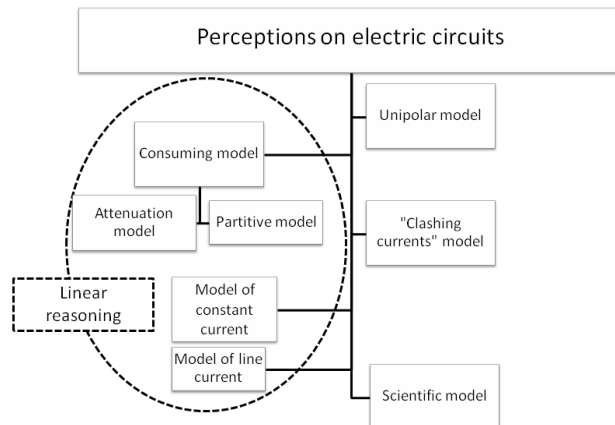 Perceptions on electric circuits
Unipolar model
Consuming model
Attenuation
model
Partitive model
"Clashing
currents" model
Linear
reasoning
Model of
constant
current
Model of line
current
Scientific model